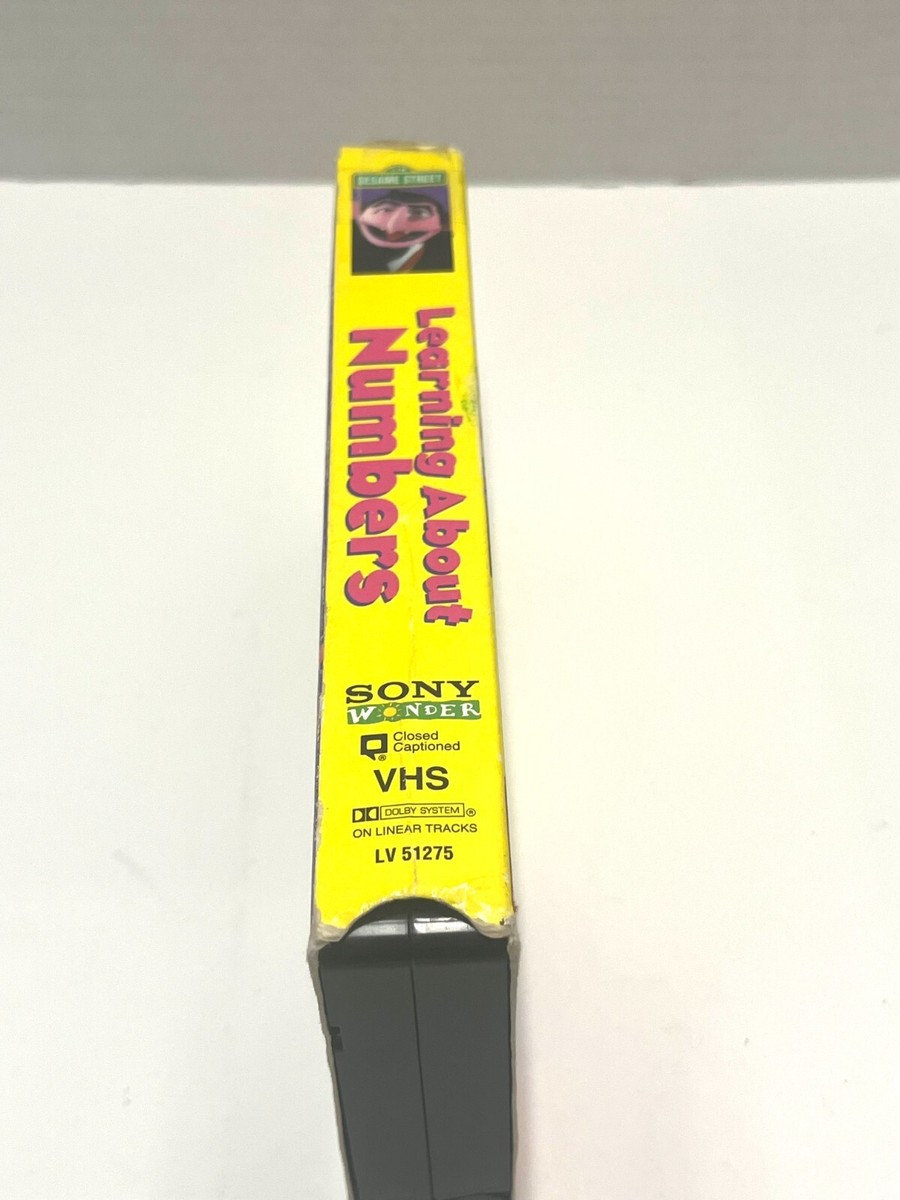 SESAME STREET
Learning About
Numbers
SONY
WONDER
Closed
Captioned
®
VHS
DOLBY SYSTEM ®
ON LINEAR TRACKS
LV 51275